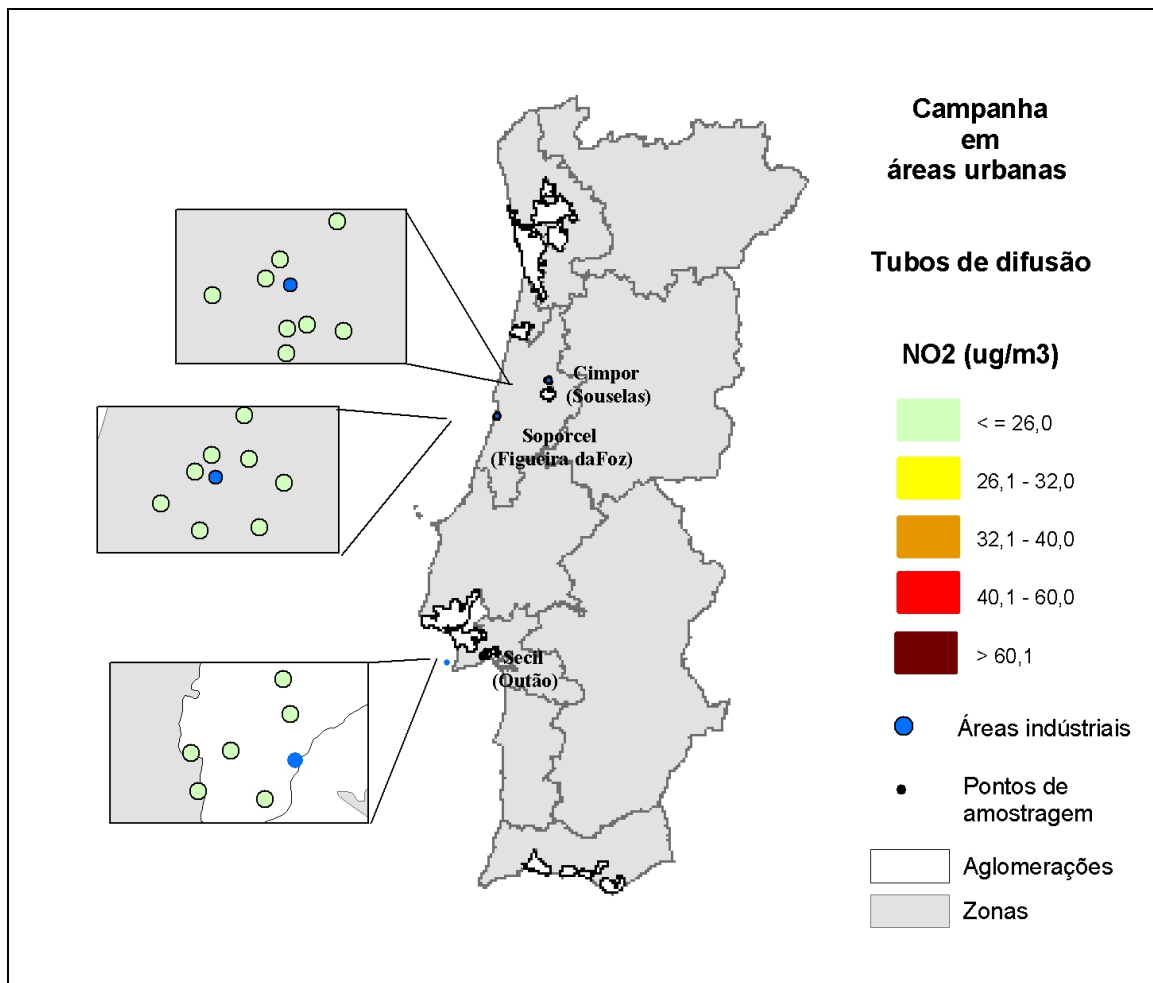 Campanha
em
áreas urbanas
Tubos de difusão
NO2 (ug/m3)
< = 26,0
26,1 - 32,0
32,1 - 40,0
40,1 - 60,0
> 60,1
Áreas indústriais
Pontos de
amostragem
Aglomerações
Zonas
Cimpor
(Souselas)
Soporcel
(Figueira daFoz)
Secil
(Outão)